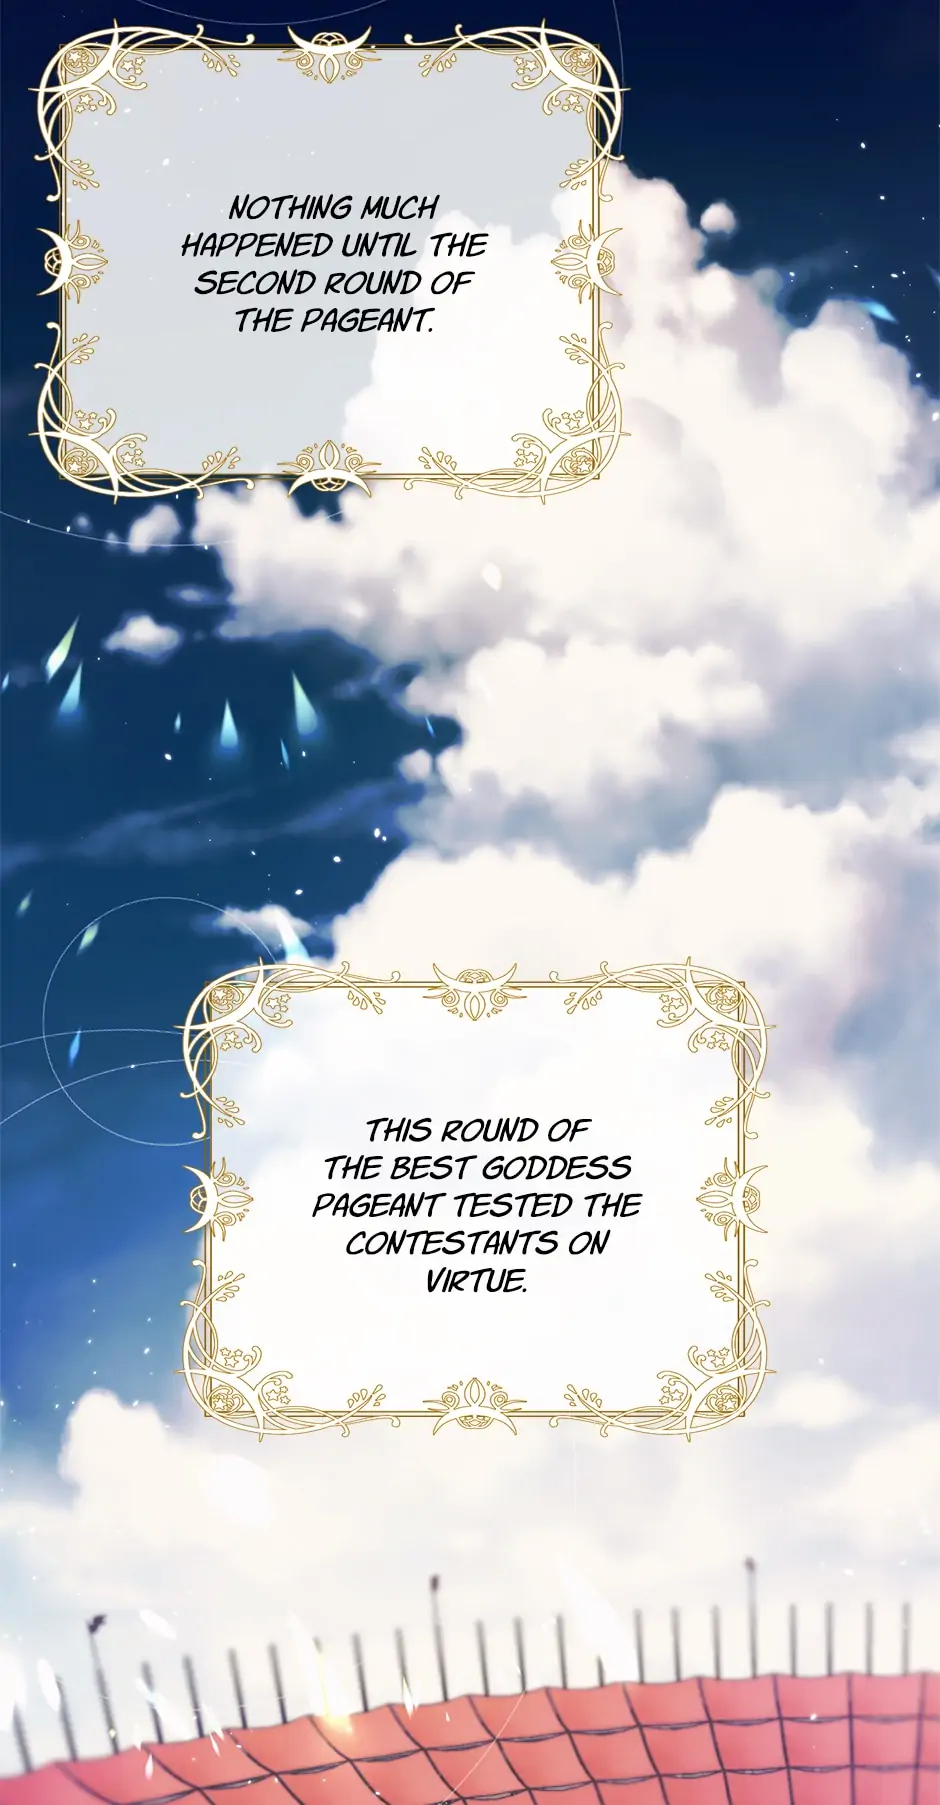 NOTHING MUCH
HAPPENED UNTIL THE
SECOND ROUND OF
THE PAGEANT.
THIS ROUND OF
THE BEST GODDESS
PAGEANT TESTED THE
CONTESTANTS ON
VIRTUE.